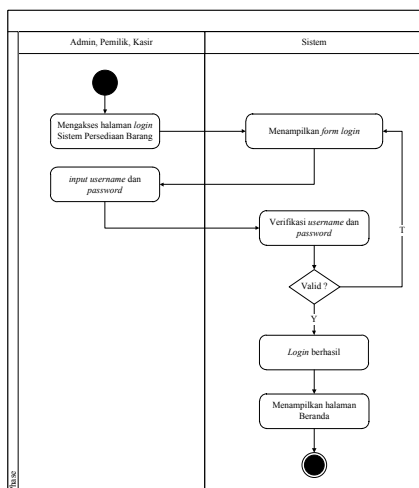 Admin, Pemilik, Kasir
Sistem
Mengakses halaman login
Sistem Persediaan Barang
Menampilkan form login
input username dan
password
Verifikasi username dan
password
T
Valid ?
Y
Login berhasil
Menampilkan halaman
Beranda
Phase